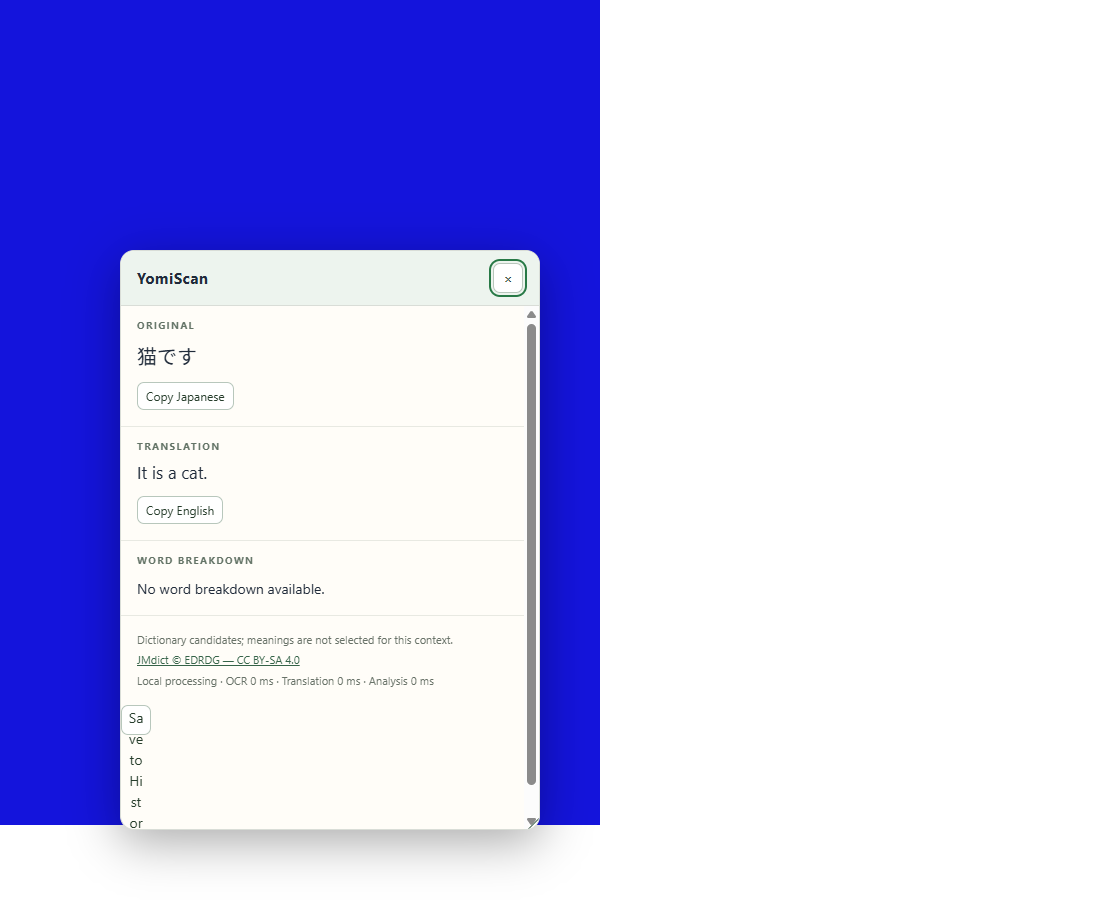 YomiScan
×
ORIGINAL
猫です
Copy Japanese
TRANSLATION
It is a cat.
Copy English
WORD BREAKDOWN
No word breakdown available.
Dictionary candidates; meanings are not selected for this context.
JMdict © EDRDG — CC BY-SA 4.0
Local processing · OCR 0 ms · Translation 0 ms · Analysis 0 ms
Sa
ve
to
Hi
st
or